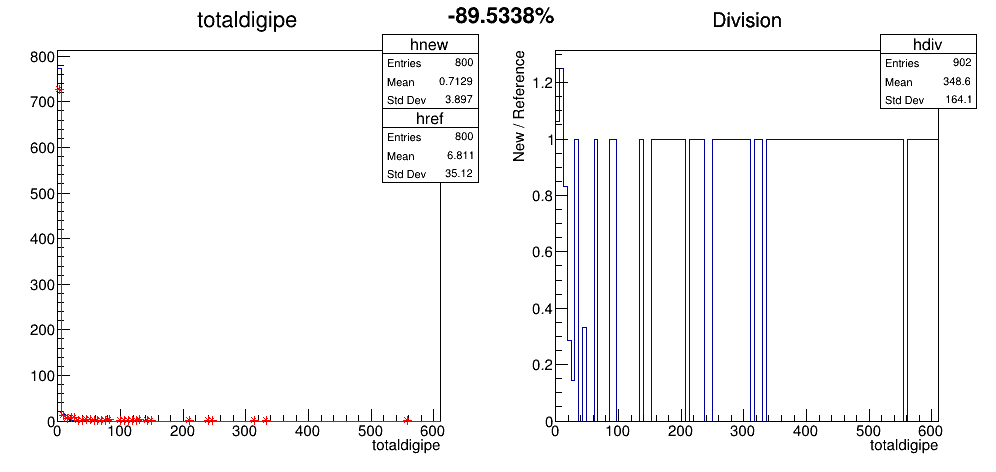 -89.5338%
totaldigipe
hnew
Entries 800
Mean 0.7129
Std Dev 3.897
href
Entries 800
Mean 6.811
Std Dev 35.12
800
700
600
500
400
300
200
100
0
0 100 200 300 400 500 600
totaldigipe
Division
hdiv
Entries 902
Mean 348.6
Std Dev 164.1
New / Reference
1.2
1
0.8
0.6
0.4
0.2
0
0 100 200 300 400 500 600
totaldigipe